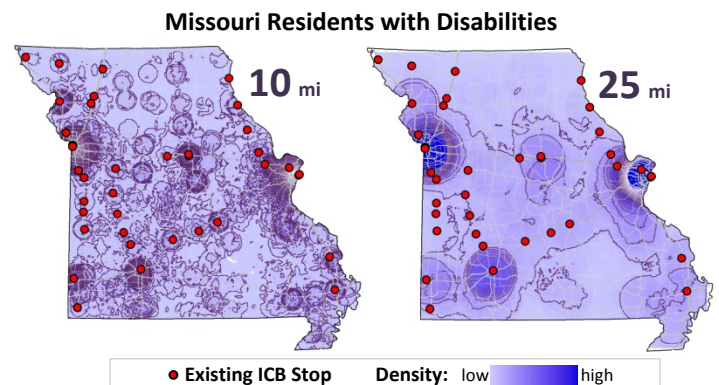 Missouri Residents with Disabilities
10 mi
25 mi
Existing ICB Stop Density: low high